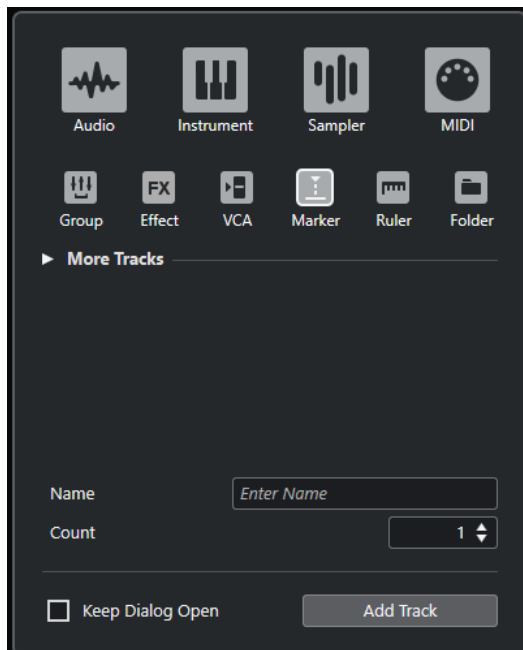 Audio Instrument Sampler MIDI
FX
Group Effect VCA Marker Ruler Folder
More Tracks
Name Enter Name
Count 1
Keep Dialog Open Add Track